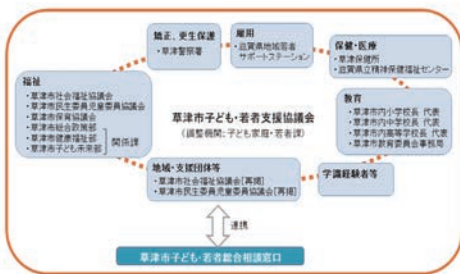 矯正、更生保護
・草津警察署
雇用
・滋賀県地域若者
サポートステーション
保健・医療
・草津保健所
・滋賀県立精神保健福祉センター
福祉
・草津市社会福祉協議会
・草津市民生委員児童委員協議会
・草津市保育協議会
・草津市総合政策部
・草津市健康福祉部
・草津市子ども未来部
関係課
草津市子ども・若者支援協議会
(調整機関:子ども家庭・若者課)
教育
・草津市内小学校長 代表
・草津市内中学校長 代表
・草津市内高等学校長 代表
・草津市教育委員会事務局
地域・支援団体等
・草津市社会福祉協議会[再掲]
・草津市民生委員児童委員協議会[再掲]
学識経験者等
連携
草津市子ども・若者総合相談窓口